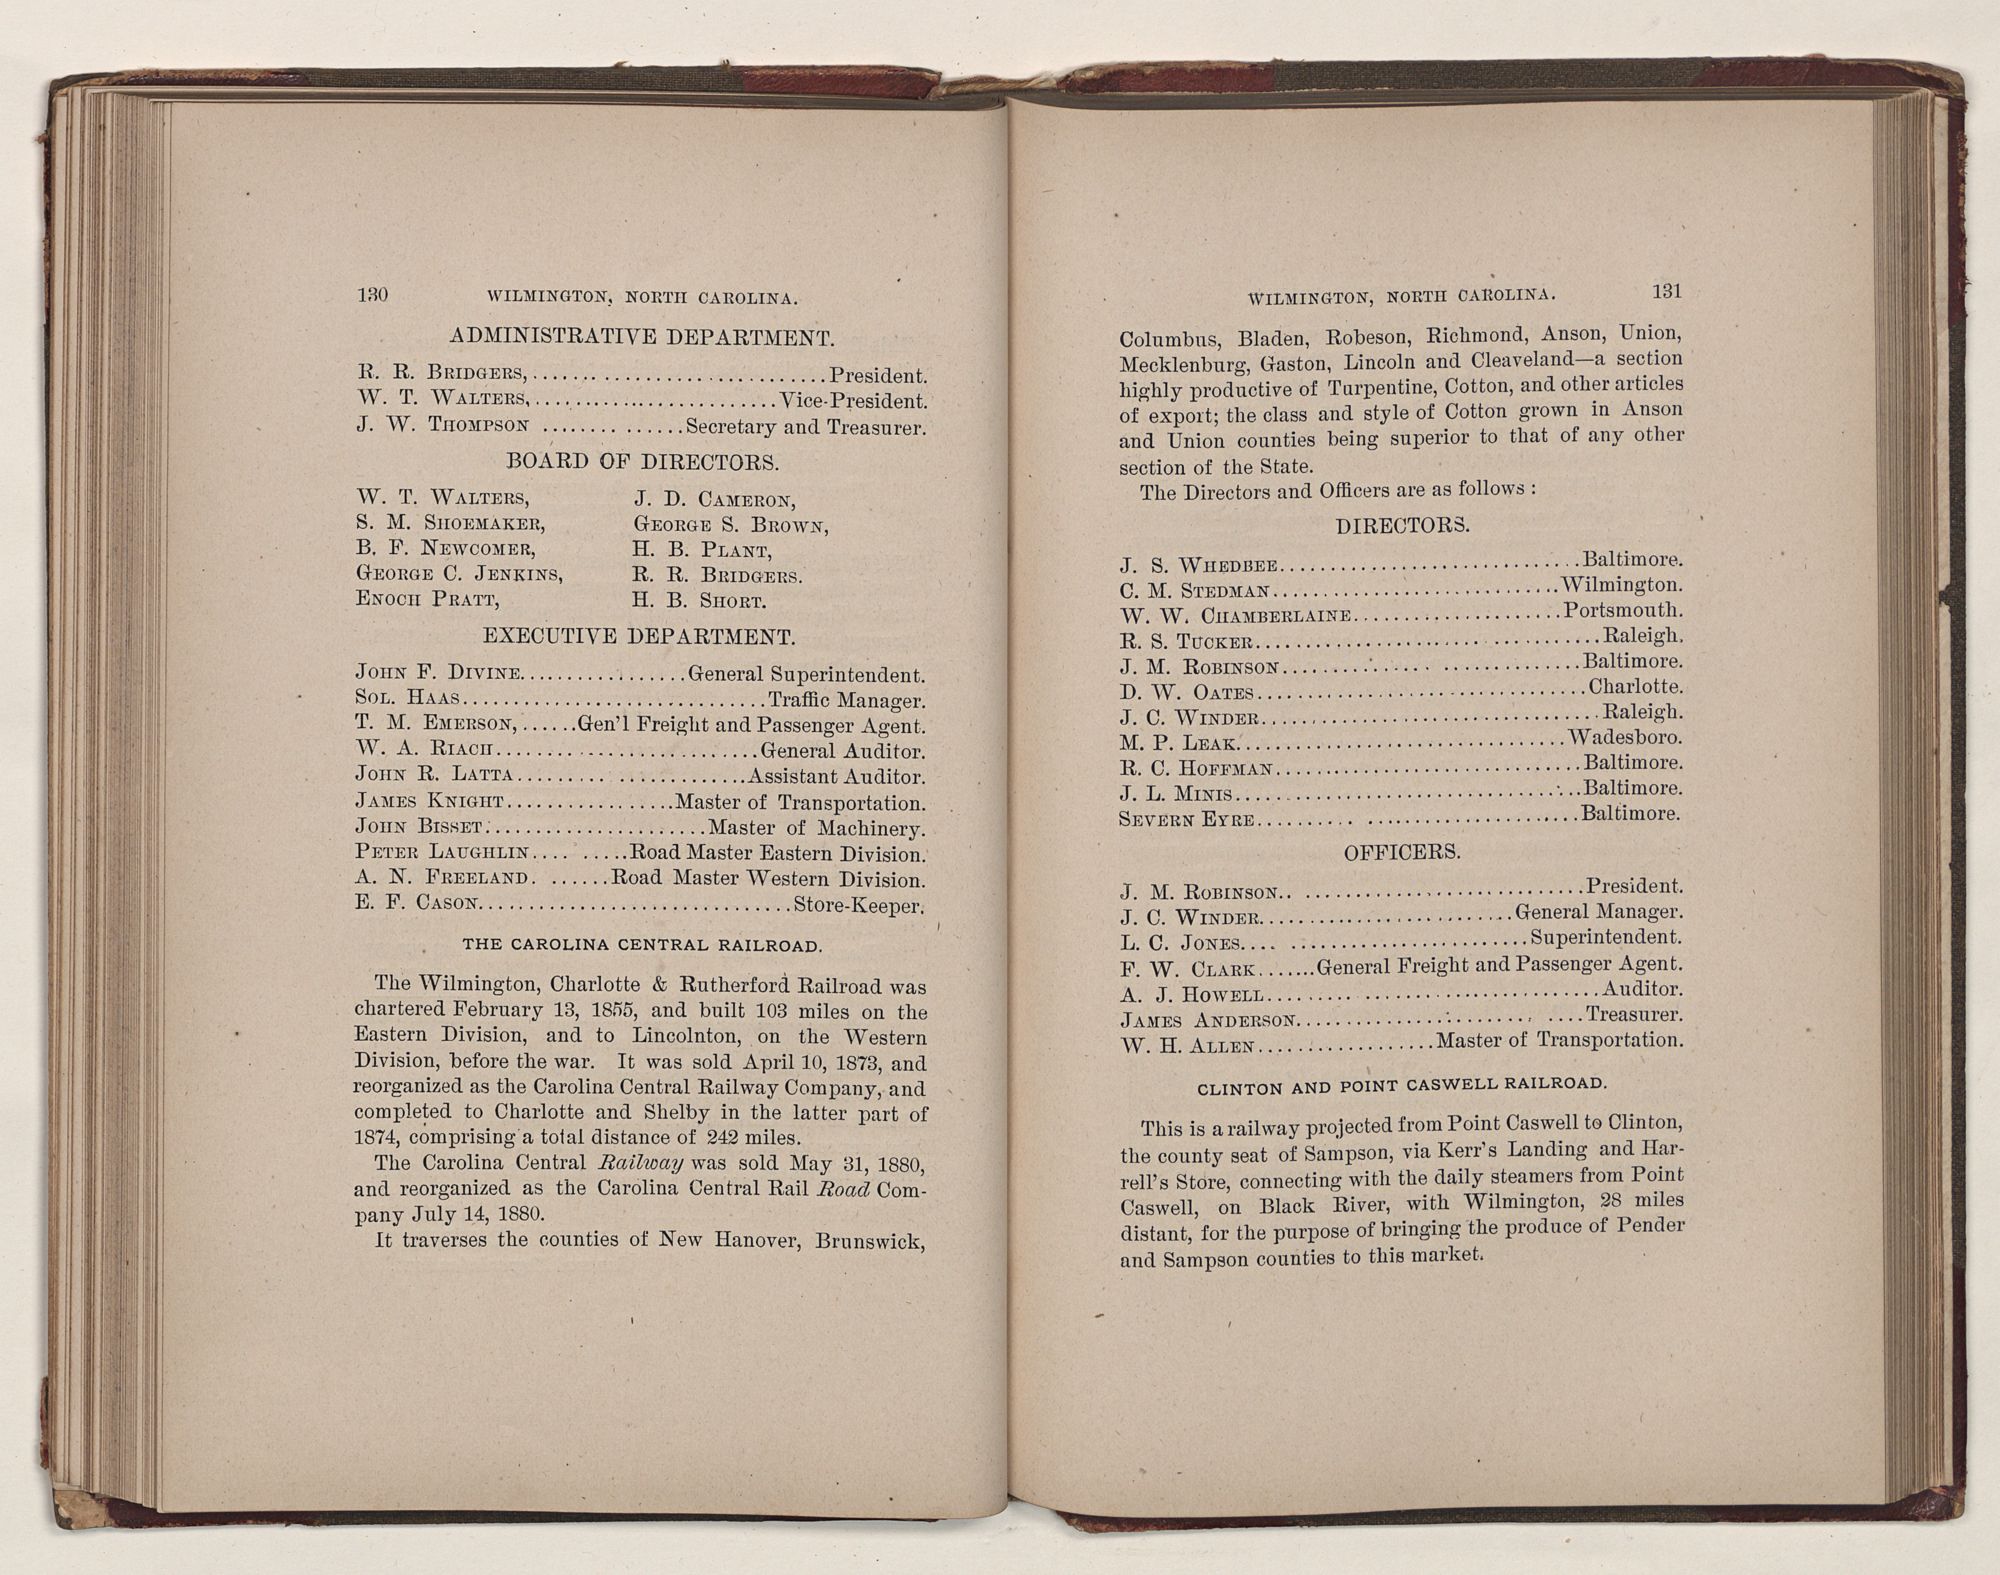 130 WILMINGTON, NORTH CAROLINA.
ADMINISTRATIVE DEPARTMENT.
R. R. BRIDGERS,..............................President.
W. T. WALTERS,.........................Vice-President.
J. W. THOMPSON ..............Secretary and Treasurer.
BOARD OF DIRECTORS.
W. T. WALTERS, J. D. CAMERON,
S. M. SHOEMAKER, GEORGE S. BROWN,
B. F. NEWCOMER, H. B. PLANT,
GEORGE C. JENKINS, R. R. BRIDGERS.
ENOCH PRATT, H. B. SHORT.
EXECUTIVE DEPARTMENT.
JOHN F. DIVINE.................General Superintendent.
SOL. HAAS..............................Traffic Manager.
T. M. EMERSON,......Gen'l Freight and Passenger Agent.
W. A. RIACH..........................General Auditor.
JOHN R. LATTA.......................Assistant Auditor.
JAMES KNIGHT.................Master of Transportation.
JOHN BISSET.......................Master of Machinery.
PETER LAUGHLIN.... .....Road Master Eastern Division.
A. N. FREELAND. ......Road Master Western Division.
E. F. CASON...............................Store-Keeper.
THE CAROLINA CENTRAL RAILROAD.
The Wilmington, Charlotte & Rutherford Railroad was
chartered February 13, 1855, and built 103 miles on the
Eastern Division, and to Lincolnton, on the Western
Division, before the war. It was sold April 10, 1873, and
reorganized as the Carolina Central Railway Company, and
completed to Charlotte and Shelby in the latter part of
1874, comprising a total distance of 242 miles.
The Carolina Central Railway was sold May 31, 1880,
and reorganized as the Carolina Central Rail Road Com-
pany July 14, 1880.
It traverses the counties of New Hanover, Brunswick,
WILMINGTON, NORTH CAROLINA. 131
Columbus, Bladen, Robeson, Richmond, Anson, Union,
Mecklenburg, Gaston, Lincoln and Cleaveland—a section
highly productive of Turpentine, Cotton, and other articles
of export; the class and style of Cotton grown in Anson
and Union counties being superior to that of any other
section of the State.
The Directors and Officers are as follows :
DIRECTORS.
J. S. WHEDBEE..............................Baltimore.
C. M. STEDMAN.............................Wilmington.
W. W. CHAMBERLAINE.....................Portsmouth.
R. S. TUCKER...................................Raleigh.
J. M. ROBINSON............... ..............Baltimore.
D. W. OATES.................................Charlotte.
J. C. WINDER..................................Raleigh.
M. P. LEAK.................................Wadesboro.
R. C. HOFFMAN...............................Baltimore.
J. L. MINIS...................................Baltimore.
SEVERN EYRE.......... .....................Baltimore.
OFFICERS.
J. M. ROBINSON.. ............................President.
J. C. WINDER.........................General Manager.
L. C. JONES.... ........................Superintendent.
F. W. CLARK.......General Freight and Passenger Agent.
A. J. HOWELL..................................Auditor.
JAMES ANDERSON....................... ....Treasurer.
W. H. ALLEN..................Master of Transportation.
CLINTON AND POINT CASWELL RAILROAD.
This is a railway projected from Point Caswell to Clinton,
the county seat of Sampson, via Kerr's Landing and Har-
rell's Store, connecting with the daily steamers from Point
Caswell, on Black River, with Wilmington, 28 miles
distant, for the purpose of bringing the produce of Pender
and Sampson counties to this market.